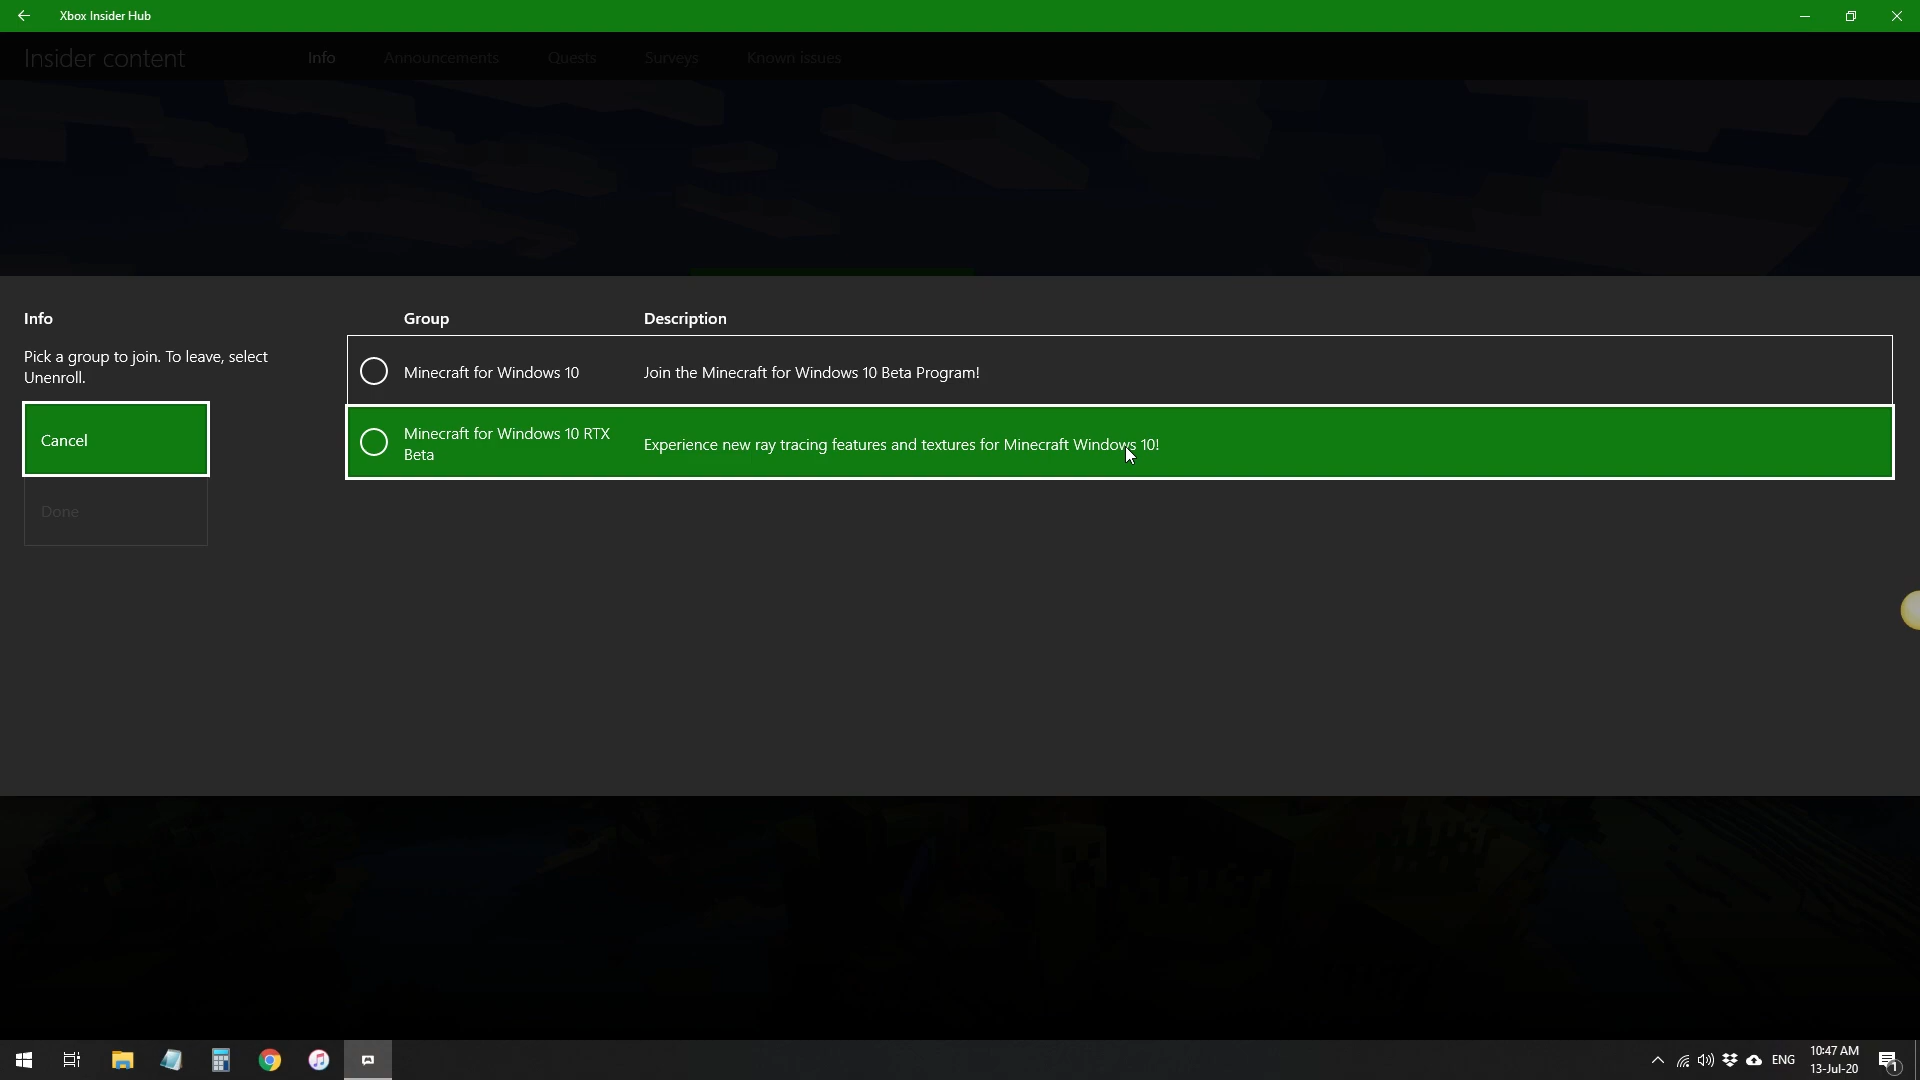 Xbox Insider Hub
Insider content
Info
Announcements
Quests
Surveys
Known issues
Info
Pick a group to join. To leave, select
Unenroll.
Cancel
Done
Group
Description
Minecraft for Windows 10
Join the Minecraft for Windows 10 Beta Program!
Minecraft for Windows 10 RTX
Beta
Experience new ray tracing features and textures for Minecraft Windows 10!
ENG
10:47 AM
13-Jul-20
1